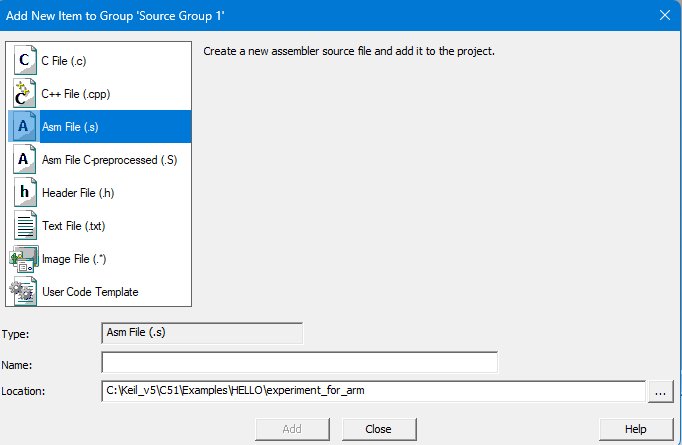 Add New Item to Group 'Source Group 1'
C File (.c)
Create a new assembler source file and add it to the project.
C++ File (.cpp)
Asm File (.s)
Asm File C-preprocessed (.S)
Header File (.h)
Text File (.txt)
Image File (.*)
User Code Template
Type: Asm File (.s)
Name:
Location: C:\Keil_v5\C51\Examples\HELLO\experiment_for_arm ...
Add Close Help